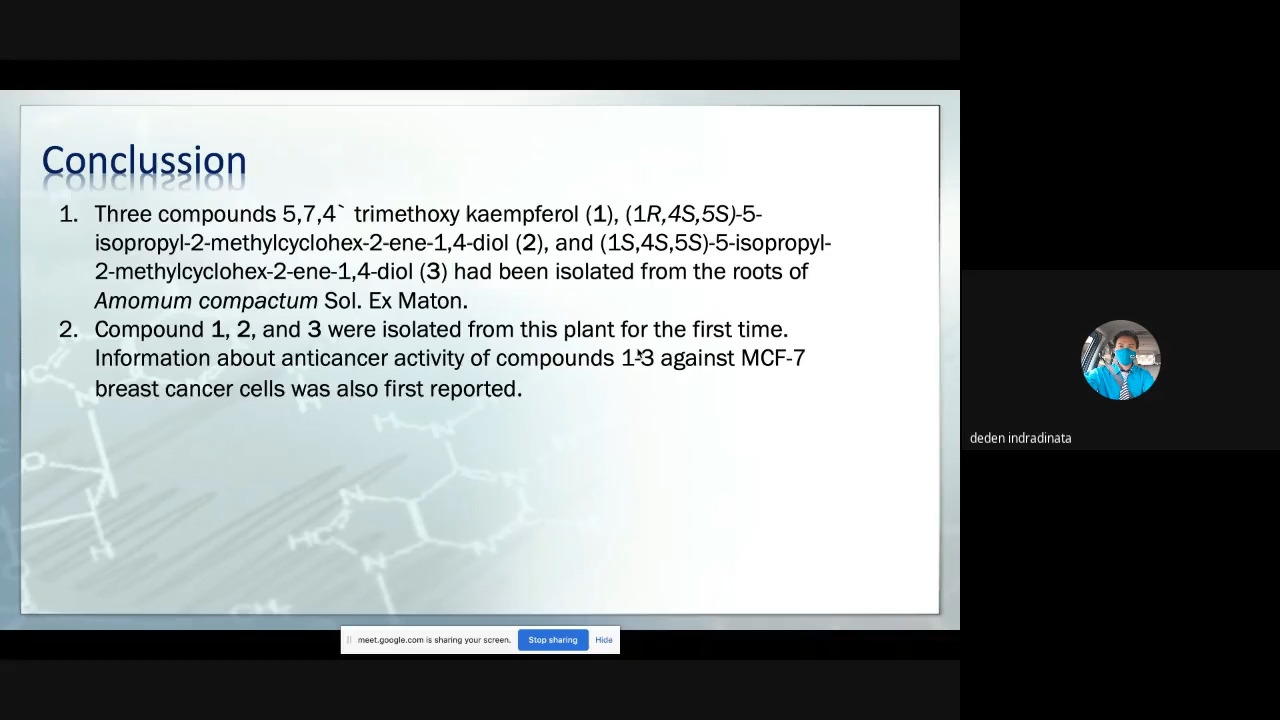 Conclussion
1. Three compounds 5,7,4` trimethoxy kaempferol (1), (1R,4S,5S)-5-
isopropyl-2-methylcyclohex-2-ene-1,4-diol (2), and (1S,4S,5S)-5-isopropyl-
2-methylcyclohex-2-ene-1,4-diol (3) had been isolated from the roots of
Amomum compactum Sol. Ex Maton.
2. Compound 1, 2, and 3 were isolated from this plant for the first time.
Information about anticancer activity of compounds 1-3 against MCF-7
breast cancer cells was also first reported.
H
N
H-N
N
O
N
N
HC
N
N
N
CH
deden indradinata
meet.google.com is sharing your screen. Stop sharing Hide